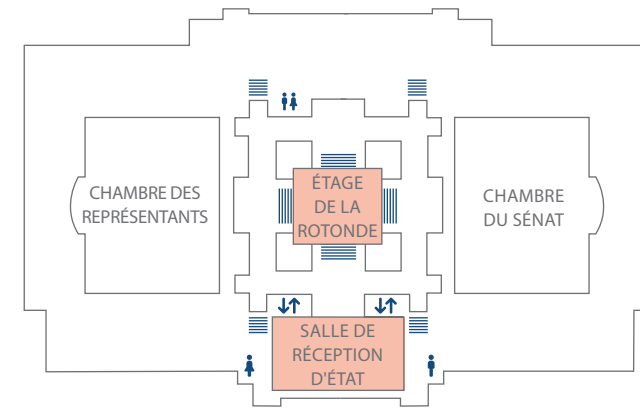 CHAMBRE DES
REPRÉSENTANTS
ÉTAGE
DE LA
ROTONDE
CHAMBRE
DU SÉNAT
SALLE DE
RÉCEPTION
D'ÉTAT